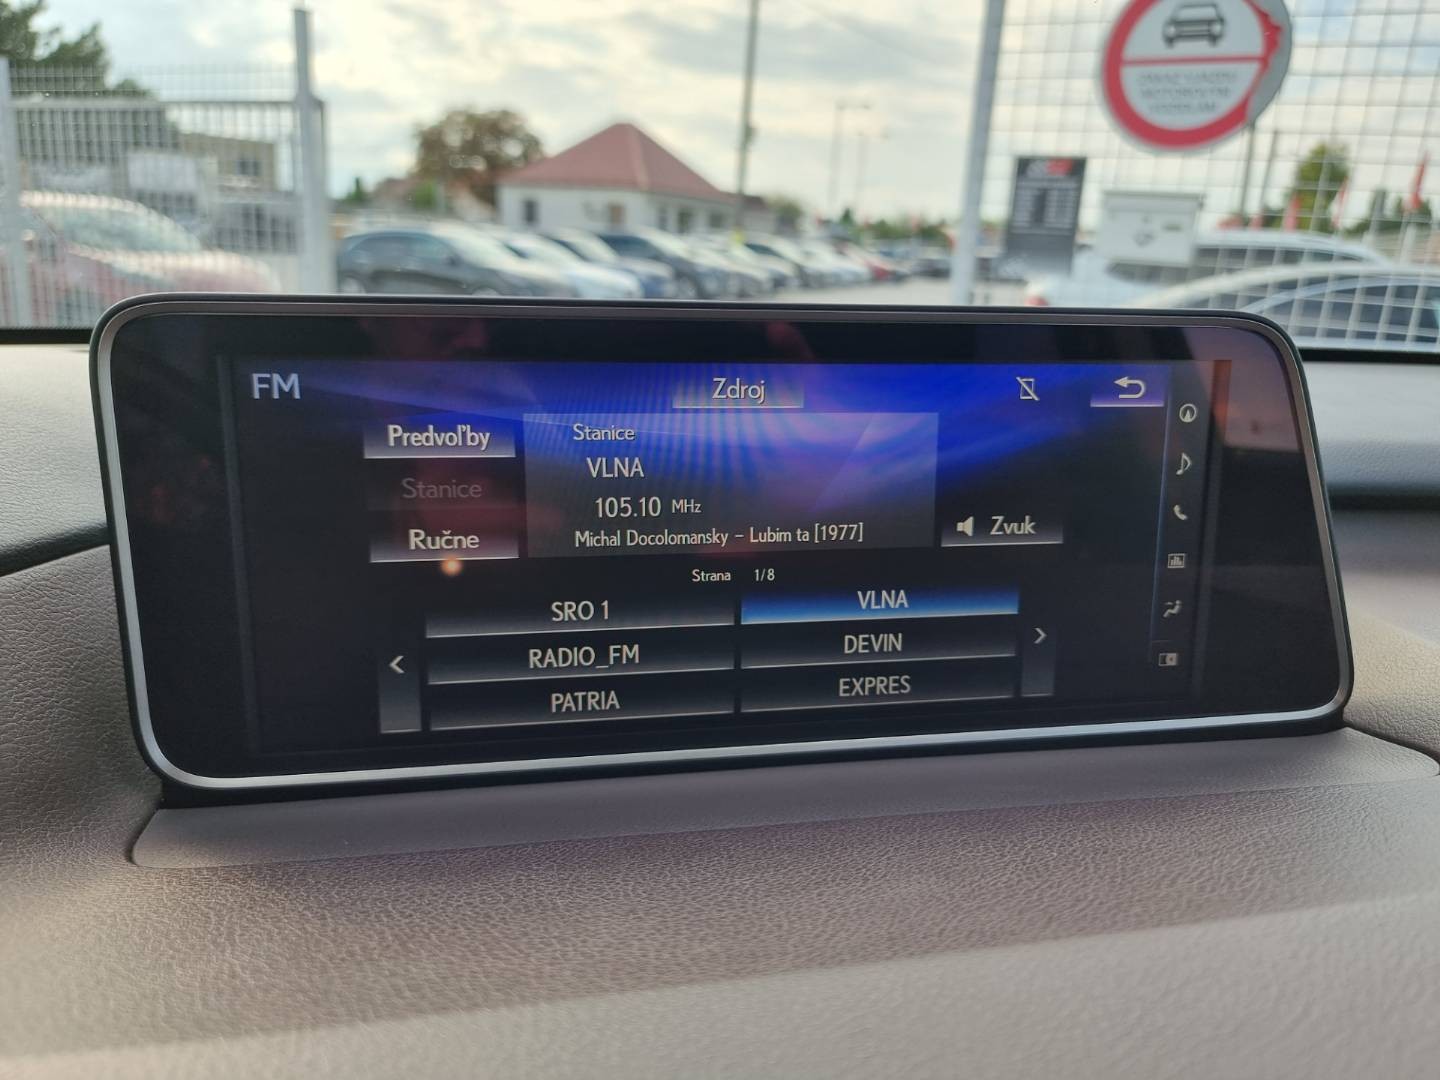 FM
Zdroj
Predvoľby
Stanice
Stanice
VLNA
105.10 MHz
Ručne
Michal Docolomansky - Lubim ta [1977]
Zvuk
Strana 1/8
SRO 1
VLNA
RADIO_FM
DEVIN
PATRIA
EXPRES